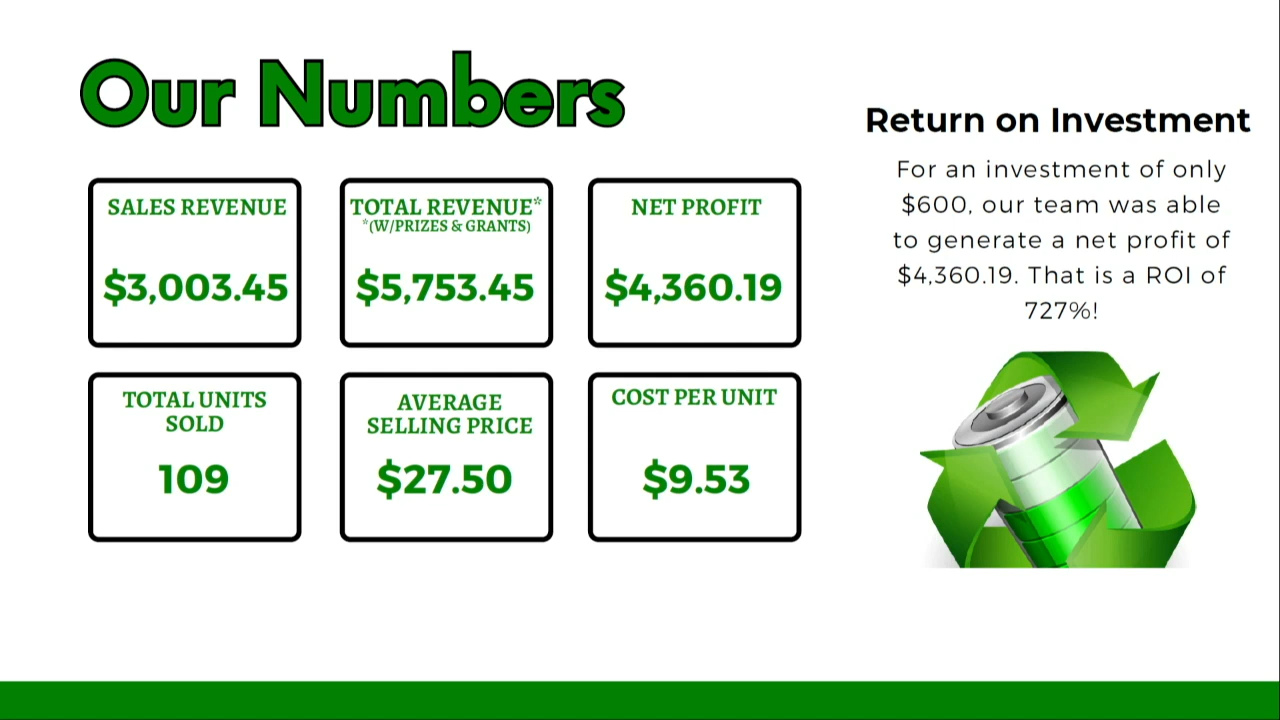 Our Numbers
SALES REVENUE
$3,003.45
TOTAL REVENUE*
*(W/PRIZES & GRANTS)
$5,753.45
NET PROFIT
$4,360.19
TOTAL UNITS
SOLD
109
AVERAGE
SELLING PRICE
$27.50
COST PER UNIT
$9.53
Return on Investment
For an investment of only
$600, our team was able
to generate a net profit of
$4,360.19. That is a ROI of
727%!